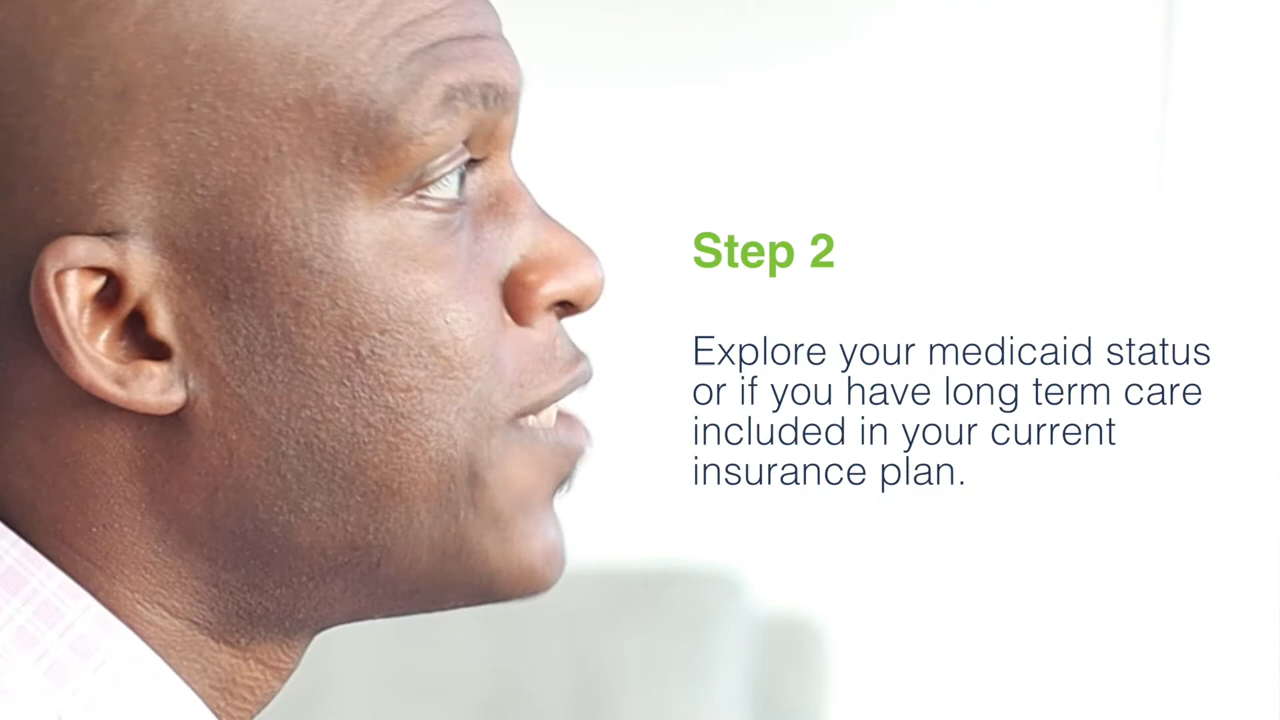 Step 2
Explore your medicaid status
or if you have long term care
included in your current
insurance plan.